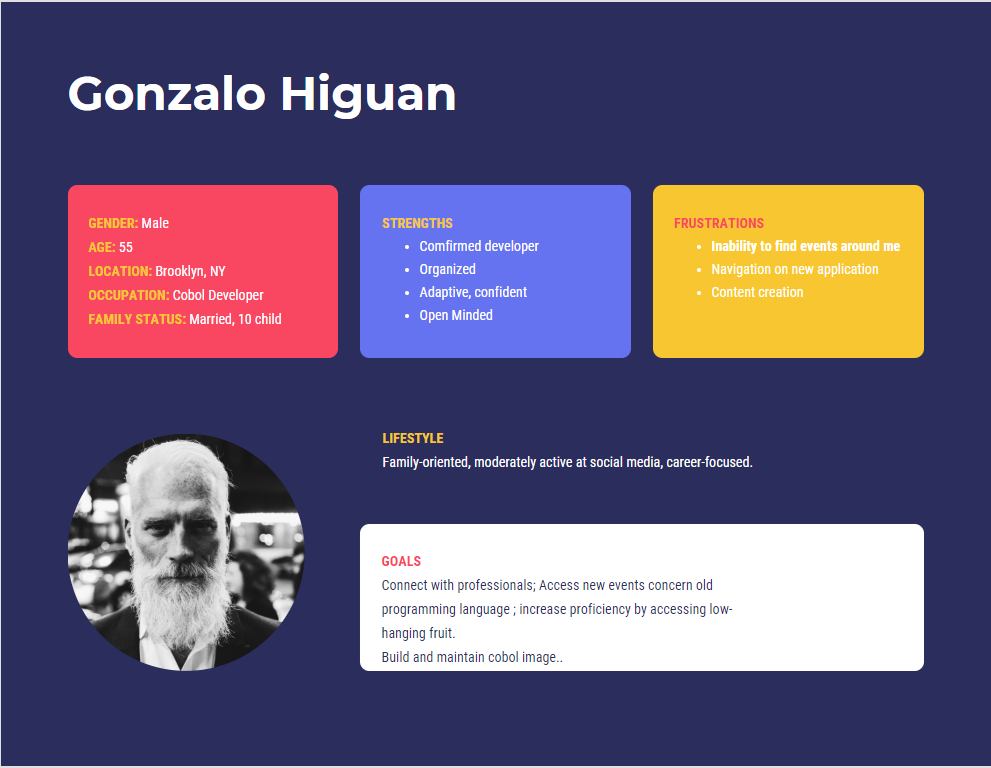 Gonzalo Higuan
GENDER: Male
AGE: 55
LOCATION: Brooklyn, NY
OCCUPATION: Cobol Developer
FAMILY STATUS: Married, 10 child
STRENGTHS
• Comfirmed developer
• Organized
• Adaptive, confident
• Open Minded
FRUSTRATIONS
• Inability to find events around me
• Navigation on new application
• Content creation
LIFESTYLE
Family-oriented, moderately active at social media, career-focused.
GOALS
Connect with professionals; Access new events concern old
programming language ; increase proficiency by accessing low-
hanging fruit.
Build and maintain cobol image..